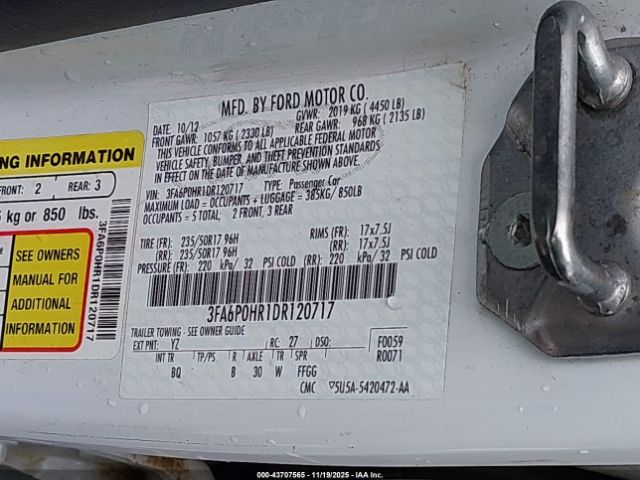 MFD. BY FORD MOTOR CO.
DATE: 10/12 GVWR: 2019 KG ( 4450 LB)
FRONT GAWR: 1057 KG ( 2330 LB) REAR GAWR: 968 KG ( 2135 LB)
THIS VEHICLE CONFORMS TO ALL APPLICABLE FEDERAL MOTOR
VEHICLE SAFETY, BUMPER, AND THEFT PREVENTION STANDARDS
IN EFFECT ON THE DATE OF MANUFACTURE SHOWN ABOVE.
VIN: 3FA6P0HR1DR120717 TYPE: Passenger Car
MAXIMUM LOAD = OCCUPANTS + LUGGAGE = 385KG / 850LB
OCCUPANTS = 5 TOTAL; 2 FRONT, 3 REAR
TIRE (FR) 235/50R17 96H RIMS (FR) 17x7.5J
(RR): 235/50R17 96H (RR): 17x7.5J
PRESSURE (FR) 220 kPa/ 32 PSI COLD (RR) 220 kPa/ 32 PSI COLD
3FA6P0HR1DR120717
TRAILER TOWING - SEE OWNER GUIDE
EXT PNT: YZ RC: 27 DSO: F0059
INT TR TP/PS R AXLE TR SPR R0071
BQ B 30 W FFGG
CMC 5U5A-5420472-AA
NG INFORMATION
FRONT: 2 REAR: 3
kg or 850 lbs.
SEE OWNERS
MANUAL FOR
ADDITIONAL
INFORMATION
3FA6P0HR1DR120717
000-43707565 - 11/19/2025 - IAAI.COM